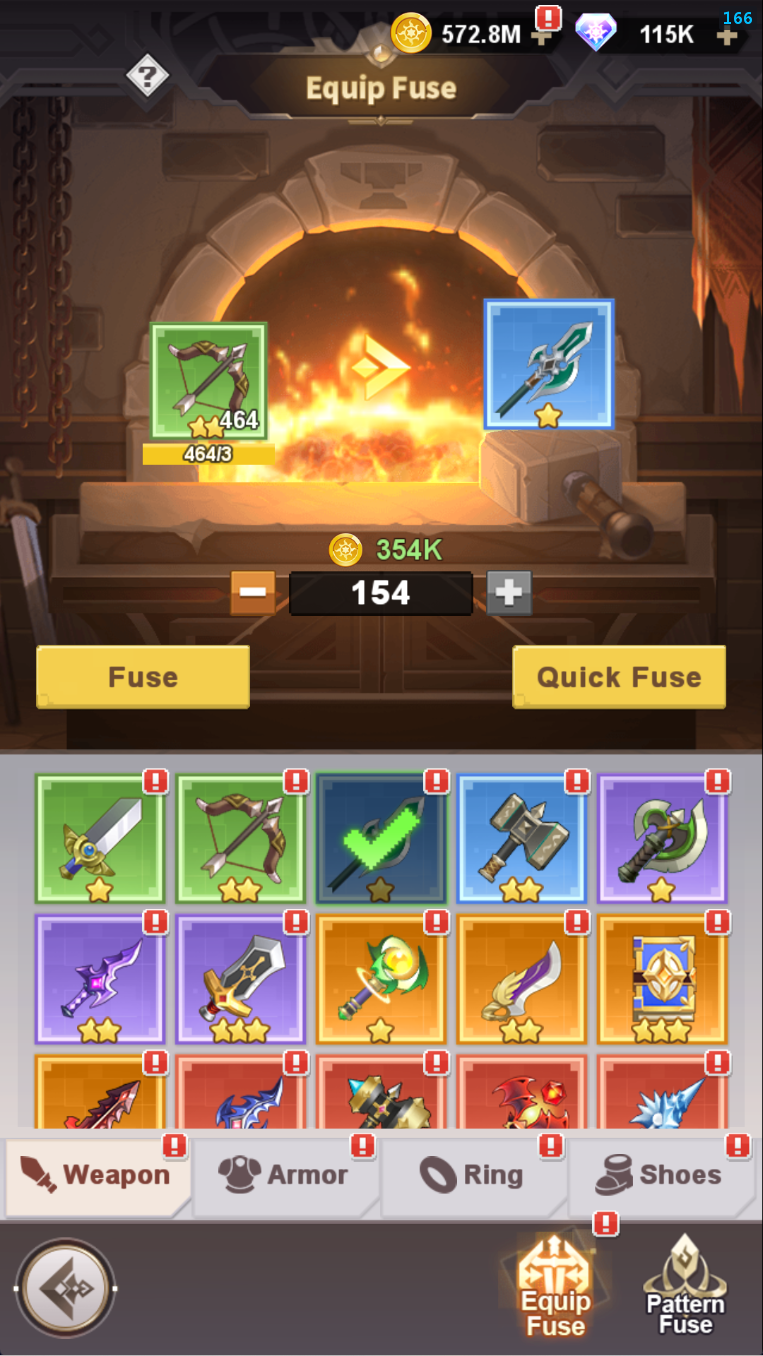 166
572.8M
115K
?
Equip Fuse
464
464/3
354K
154
Fuse
Quick Fuse
Weapon
Armor
Ring
Shoes
Equip
Fuse
Pattern
Fuse